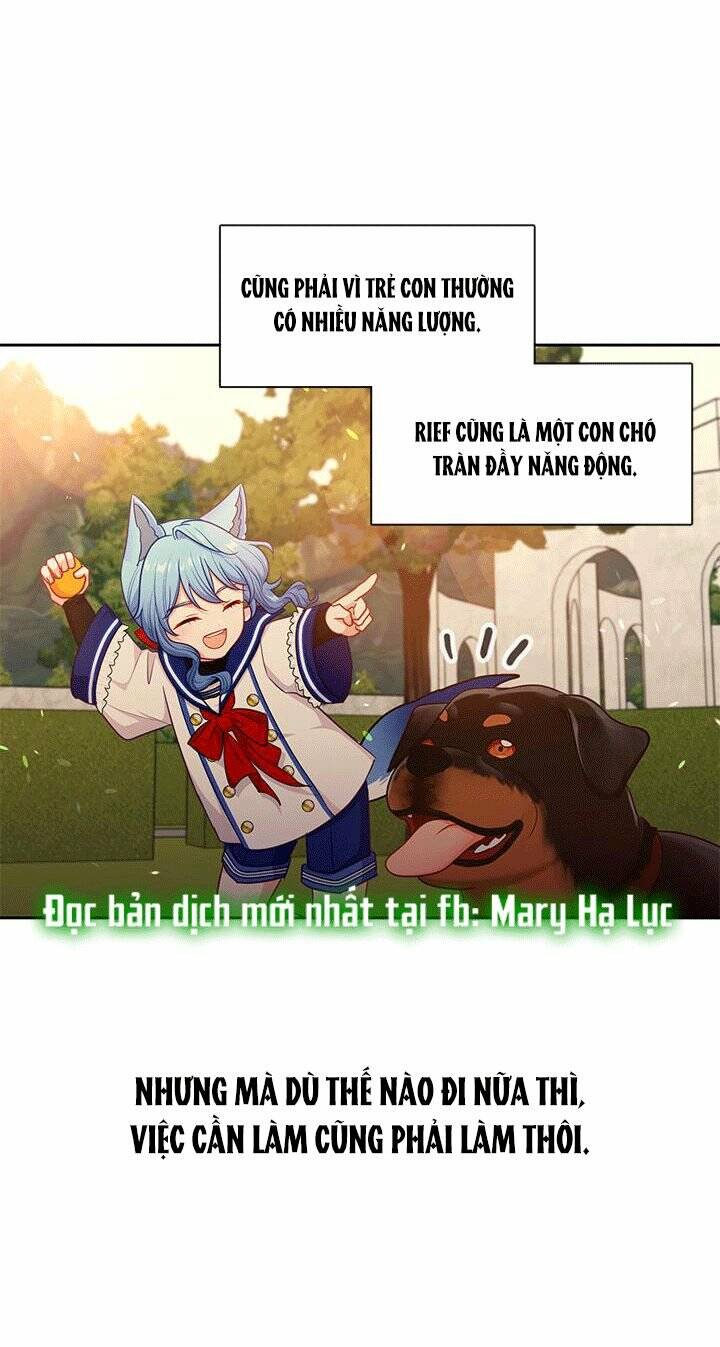 CŨNG PHẢI VÌ TRẺ CON THƯỜNG
CÓ NHIỀU NĂNG LƯỢNG.
RIEF CŨNG LÀ MỘT CON CHÓ
TRÀN ĐẦY NĂNG ĐỘNG.
Đọc bản dịch mới nhất tại fb: Mary Hạ Lục
NHƯNG MÀ DÙ THẾ NÀO ĐI NỮA THÌ,
VIỆC CẦN LÀM CŨNG PHẢI LÀM THÔI.